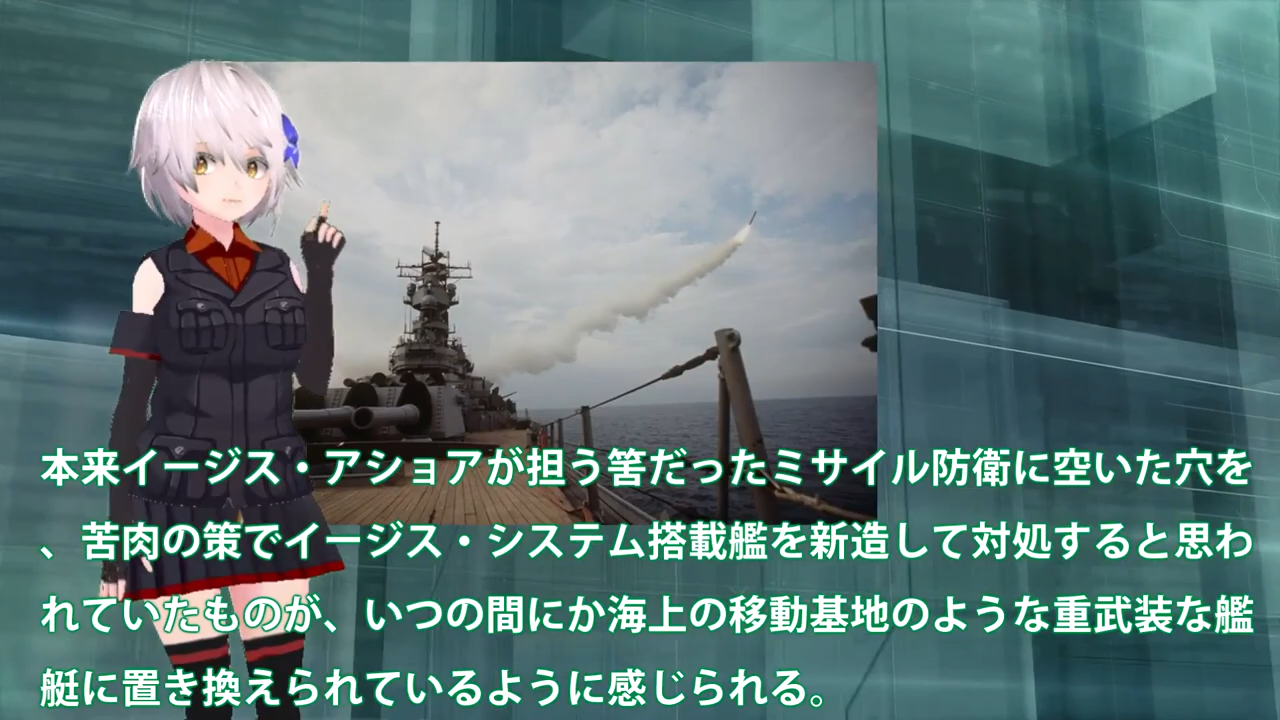 本来イージス・アショアが担う筈だったミサイル防衛に空いた穴を
、苦肉の策でイージス・システム搭載艦を新造して対処すると思わ
れていたものが、いつの間にか海上の移動基地のような重武装な艦
艇に置き換えられているように感じられる。